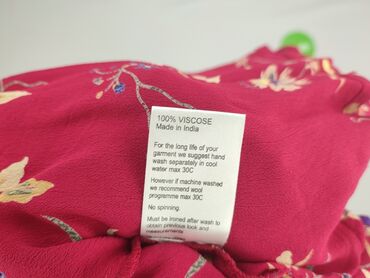 100% VISCOSE
Made in India
For the long life of your
garment we suggest hand
wash separately in cool
water max 30C
However if machine washed
we recommend wool
programme max 30C
No spinning.
Must be ironed after wash to
obtain previous look and
measurements